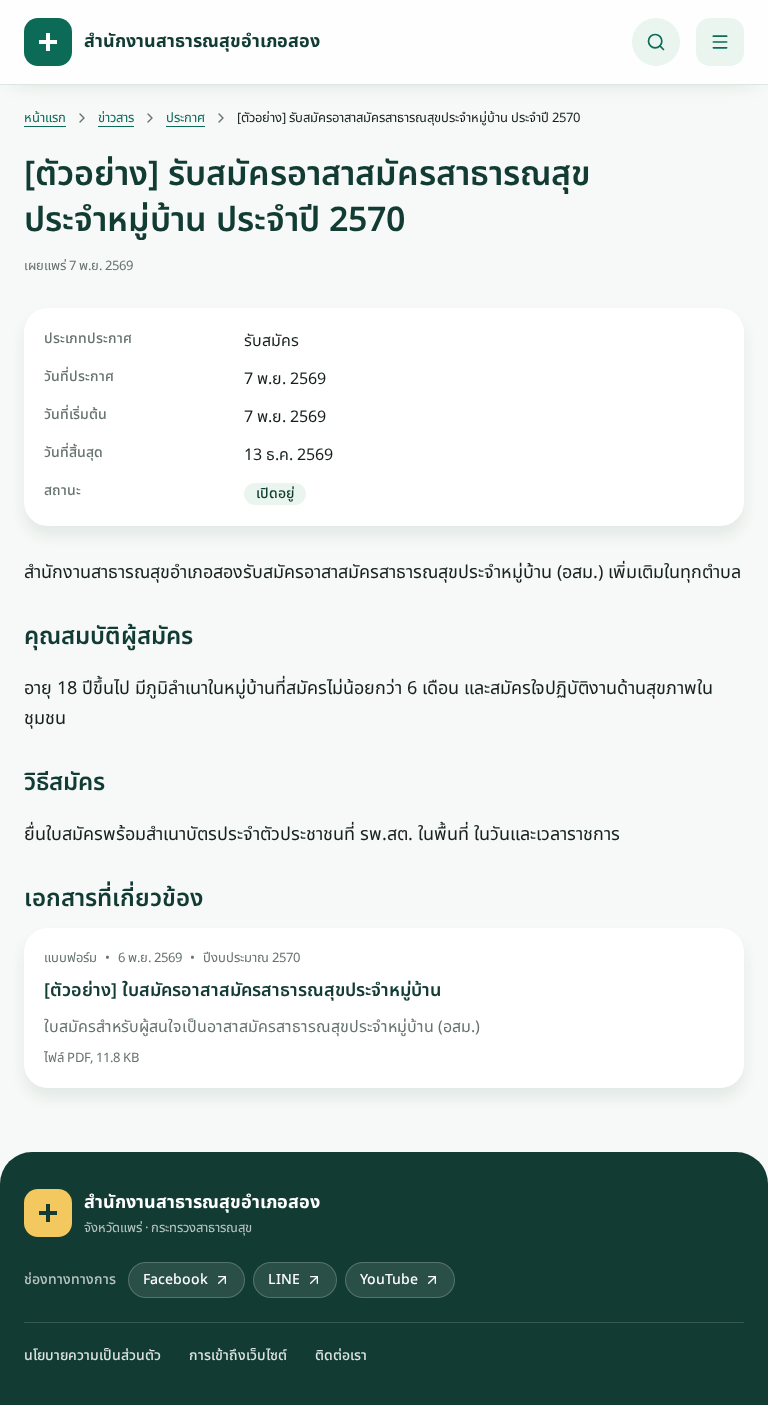 สำนักงานสาธารณสุขอำเภอสอง
หน้าแรก > ข่าวสาร > ประกาศ > [ตัวอย่าง] รับสมัครอาสาสมัครสาธารณสุขประจำหมู่บ้าน ประจำปี 2570
[ตัวอย่าง] รับสมัครอาสาสมัครสาธารณสุข
ประจำหมู่บ้าน ประจำปี 2570
เผยแพร่ 7 พ.ย. 2569
ประเภทประกาศ รับสมัคร
วันที่ประกาศ 7 พ.ย. 2569
วันที่เริ่มต้น 7 พ.ย. 2569
วันที่สิ้นสุด 13 ธ.ค. 2569
สถานะ เปิดอยู่
สำนักงานสาธารณสุขอำเภอสองรับสมัครอาสาสมัครสาธารณสุขประจำหมู่บ้าน (อสม.) เพิ่มเติมในทุกตำบล
คุณสมบัติผู้สมัคร
อายุ 18 ปีขึ้นไป มีภูมิลำเนาในหมู่บ้านที่สมัครไม่น้อยกว่า 6 เดือน และสมัครใจปฏิบัติงานด้านสุขภาพใน
ชุมชน
วิธีสมัคร
ยื่นใบสมัครพร้อมสำเนาบัตรประจำตัวประชาชนที่ รพ.สต. ในพื้นที่ ในวันและเวลาราชการ
เอกสารที่เกี่ยวข้อง
แบบฟอร์ม • 6 พ.ย. 2569 • ปีงบประมาณ 2570
[ตัวอย่าง] ใบสมัครอาสาสมัครสาธารณสุขประจำหมู่บ้าน
ใบสมัครสำหรับผู้สนใจเป็นอาสาสมัครสาธารณสุขประจำหมู่บ้าน (อสม.)
ไฟล์ PDF, 11.8 KB
สำนักงานสาธารณสุขอำเภอสอง
จังหวัดแพร่ · กระทรวงสาธารณสุข
ช่องทางทางการ Facebook LINE YouTube
นโยบายความเป็นส่วนตัว การเข้าถึงเว็บไซต์ ติดต่อเรา